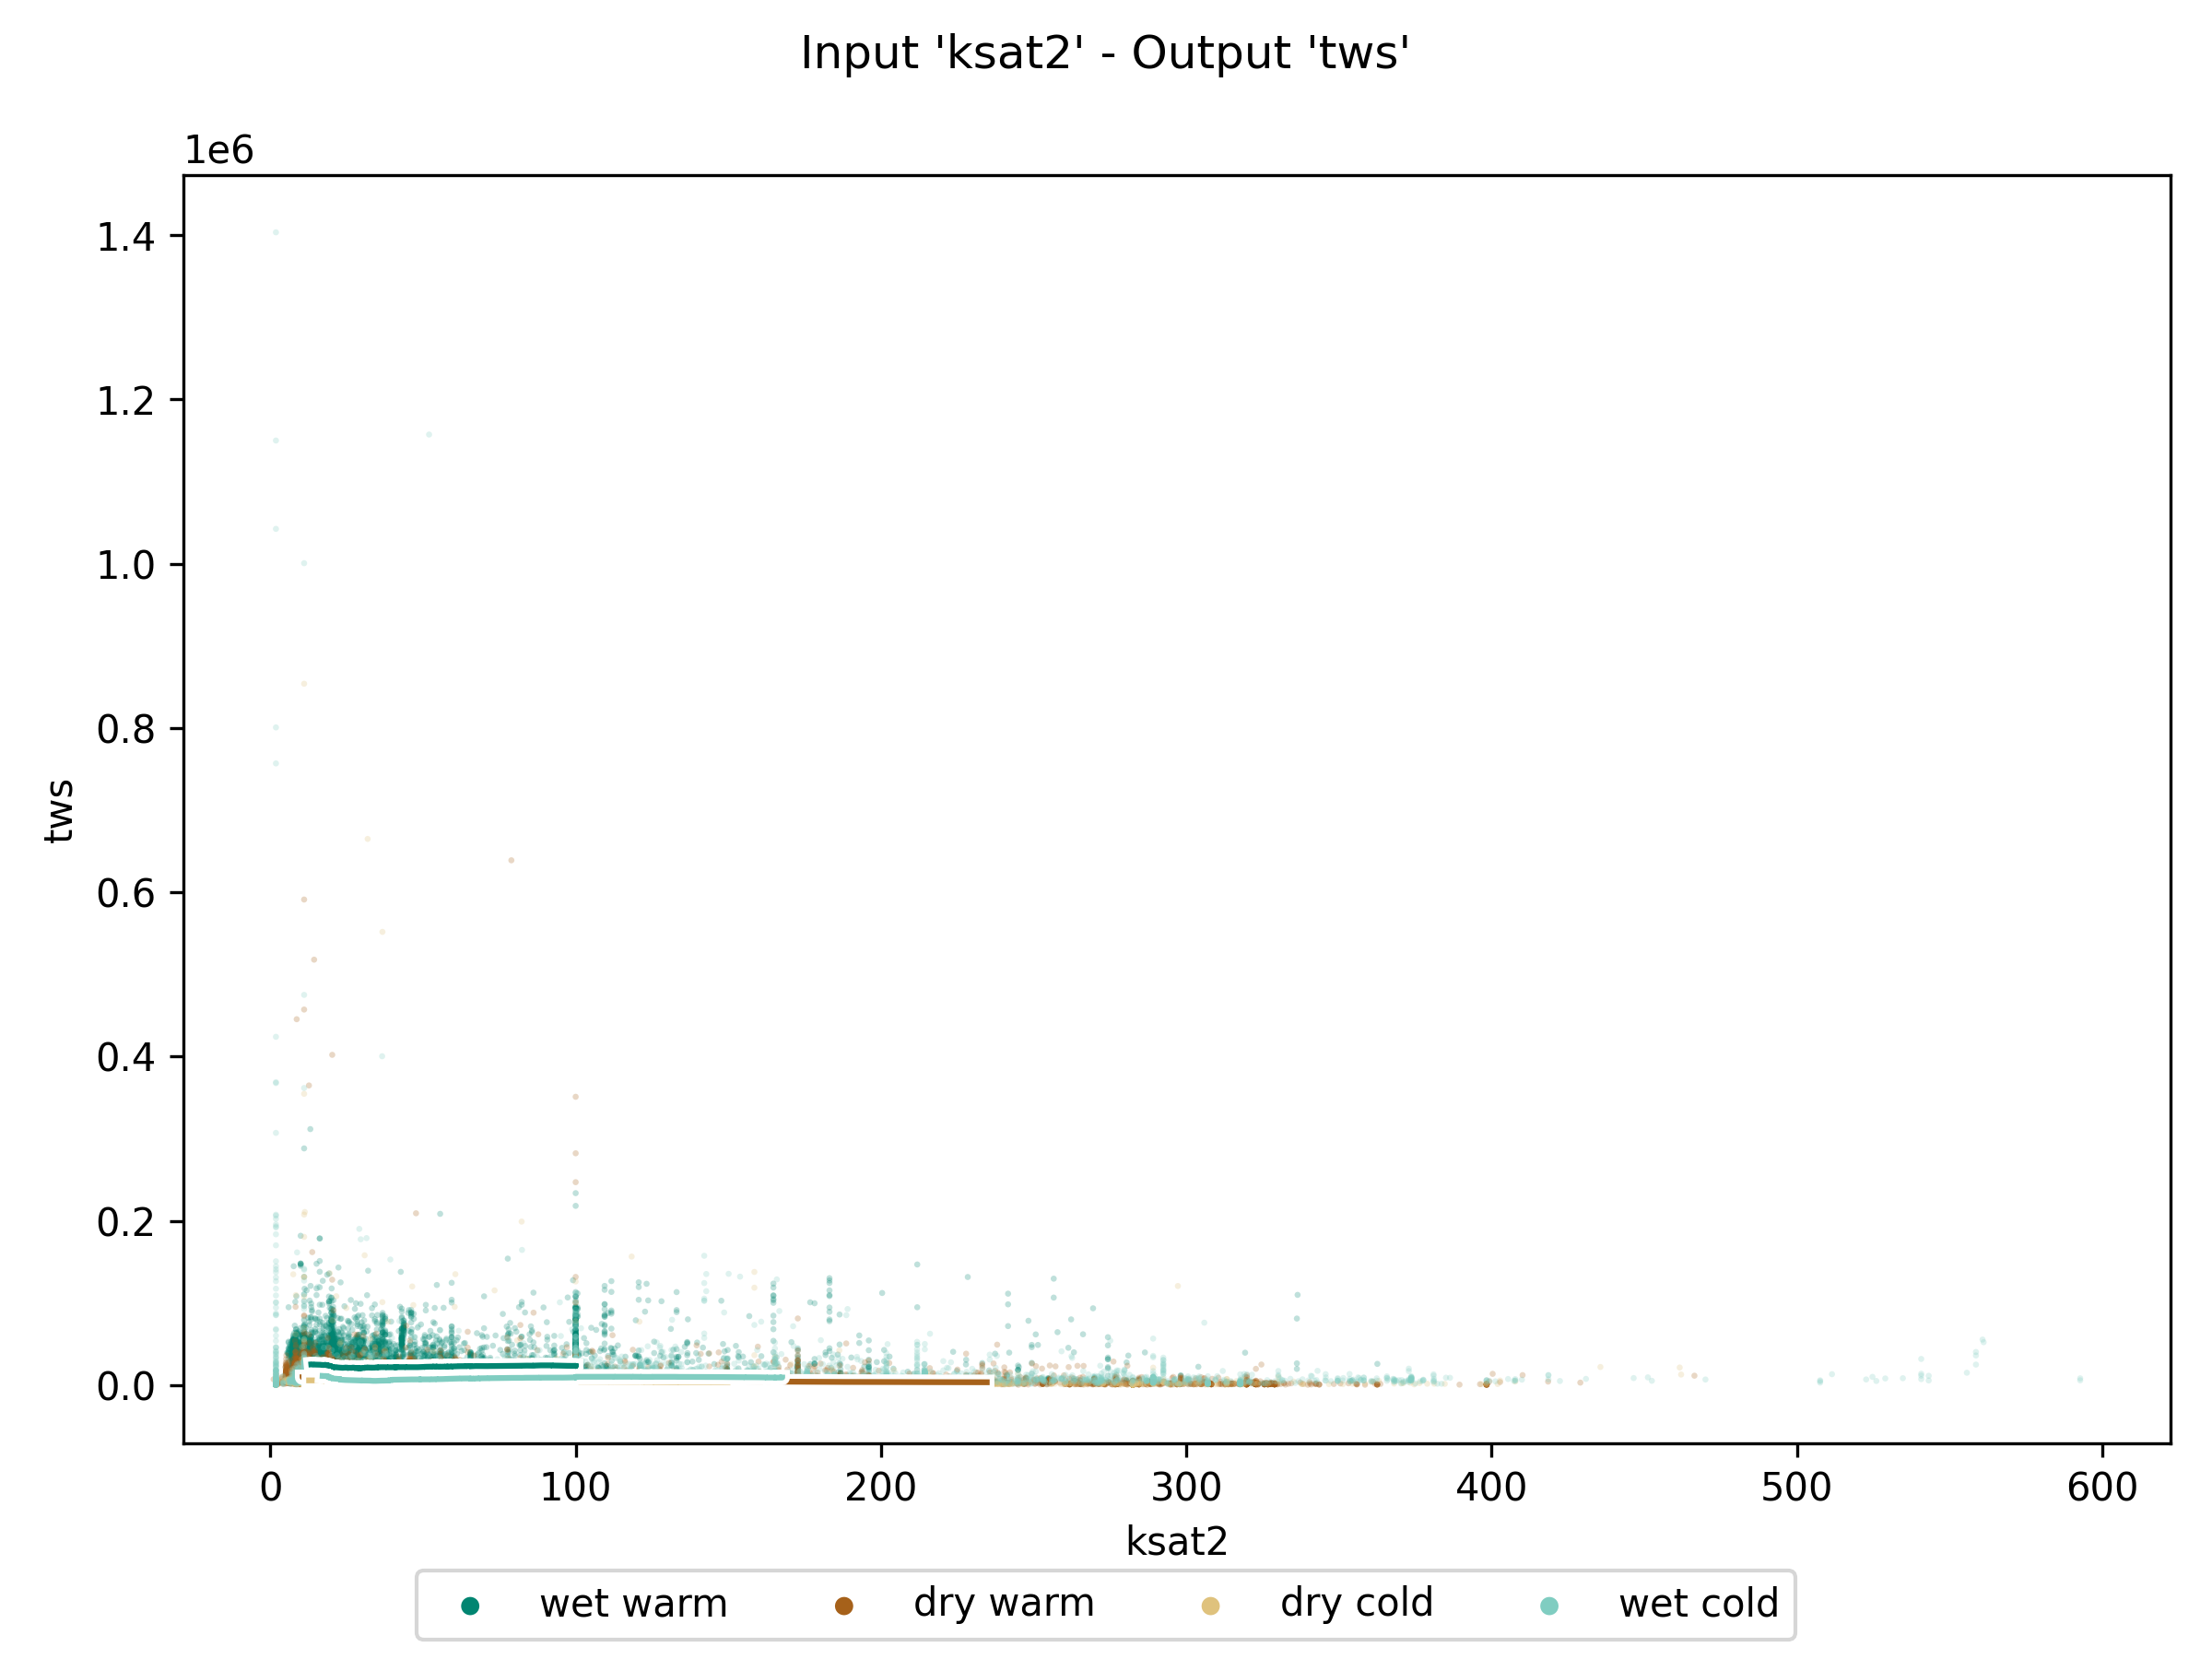 Input 'ksat2' - Output 'tws'
1e6
1.4
1.2
1.0
0.8
0.6
0.4
0.2
0.0
tws
0 100 200 300 400 500 600
ksat2
wet warm dry warm dry cold wet cold